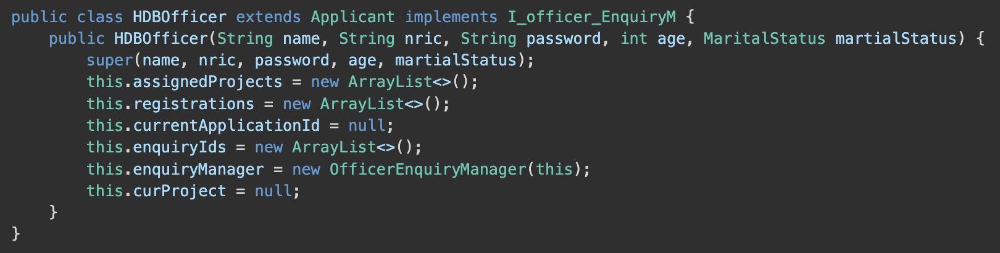 public class HDBOfficer extends Applicant implements I_officer_EnquiryM {
    public HDBOfficer(String name, String nric, String password, int age, MaritalStatus martialStatus) {
        super(name, nric, password, age, martialStatus);
        this.assignedProjects = new ArrayList<>();
        this.registrations = new ArrayList<>();
        this.currentApplicationId = null;
        this.enquiryIds = new ArrayList<>();
        this.enquiryManager = new OfficerEnquiryManager(this);
        this.curProject = null;
    }
}